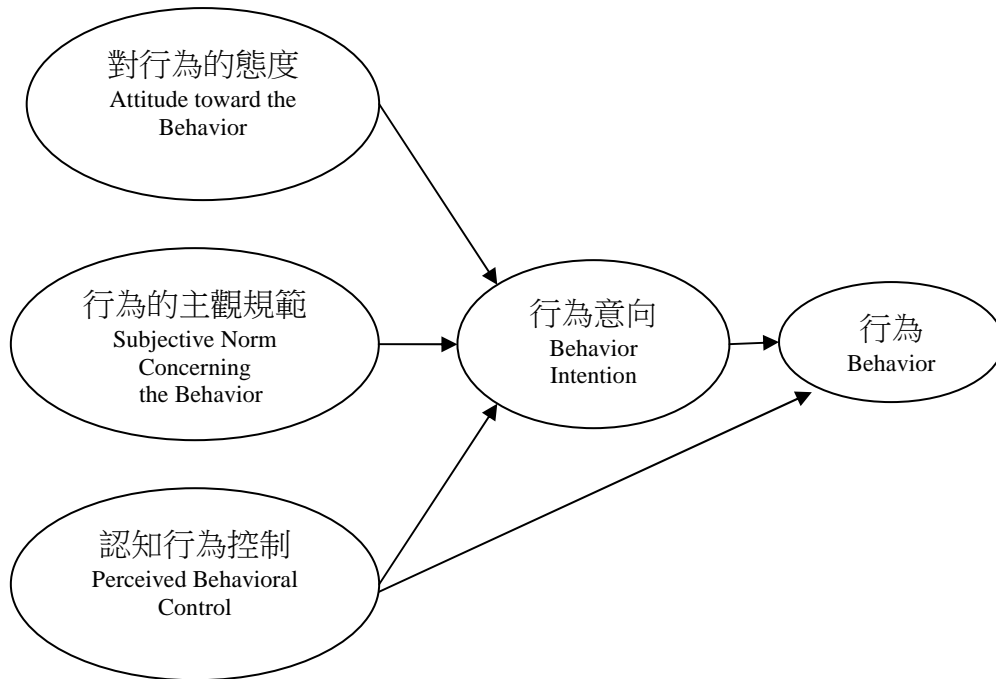 對行為的態度
Attitude toward the
Behavior
行為的主觀規範
Subjective Norm
Concerning
the Behavior
行為意向
Behavior
Intention
行為
Behavior
認知行為控制
Perceived Behavioral
Control